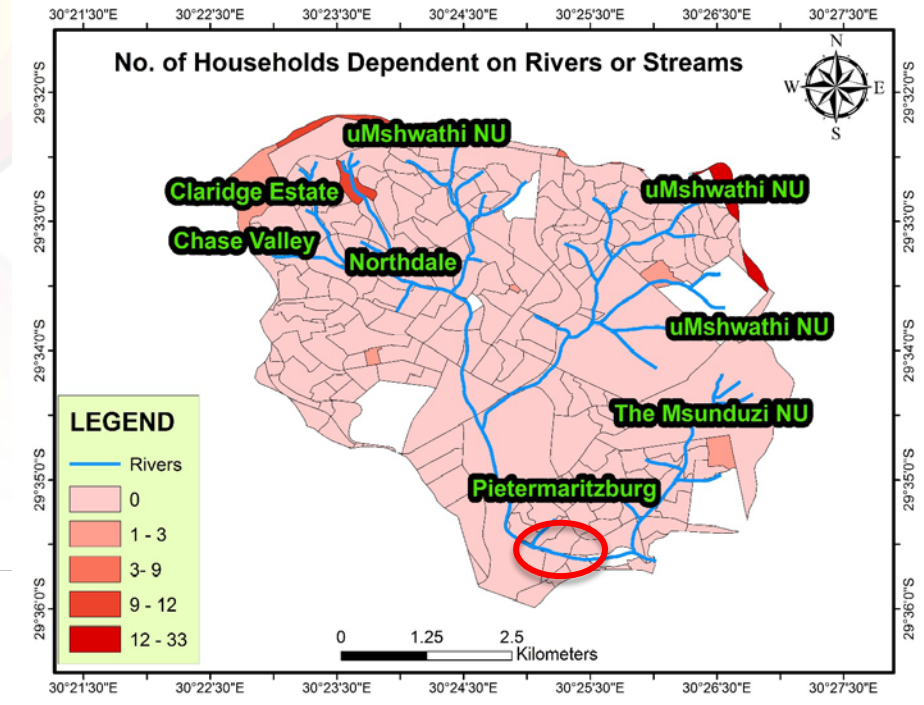 30°21'30"E 30°22'30"E 30°23'30"E 30°24'30"E 30°25'30"E 30°26'30"E 30°27'30"E
No. of Households Dependent on Rivers or Streams
N
W E
S
29°32'0"S 29°32'0"S
uMshwathi NU
Claridge Estate
uMshwathi NU
29°33'0"S 29°33'0"S
Chase Valley
Northdale
uMshwathi NU
29°34'0"S 29°34'0"S
The Msunduzi NU
LEGEND
Rivers
29°35'0"S 29°35'0"S
Pietermaritzburg
0
1 - 3
3- 9
9 - 12
12 - 33
29°36'0"S 29°36'0"S
0 1.25 2.5
Kilometers
30°21'30"E 30°22'30"E 30°23'30"E 30°24'30"E 30°25'30"E 30°26'30"E 30°27'30"E